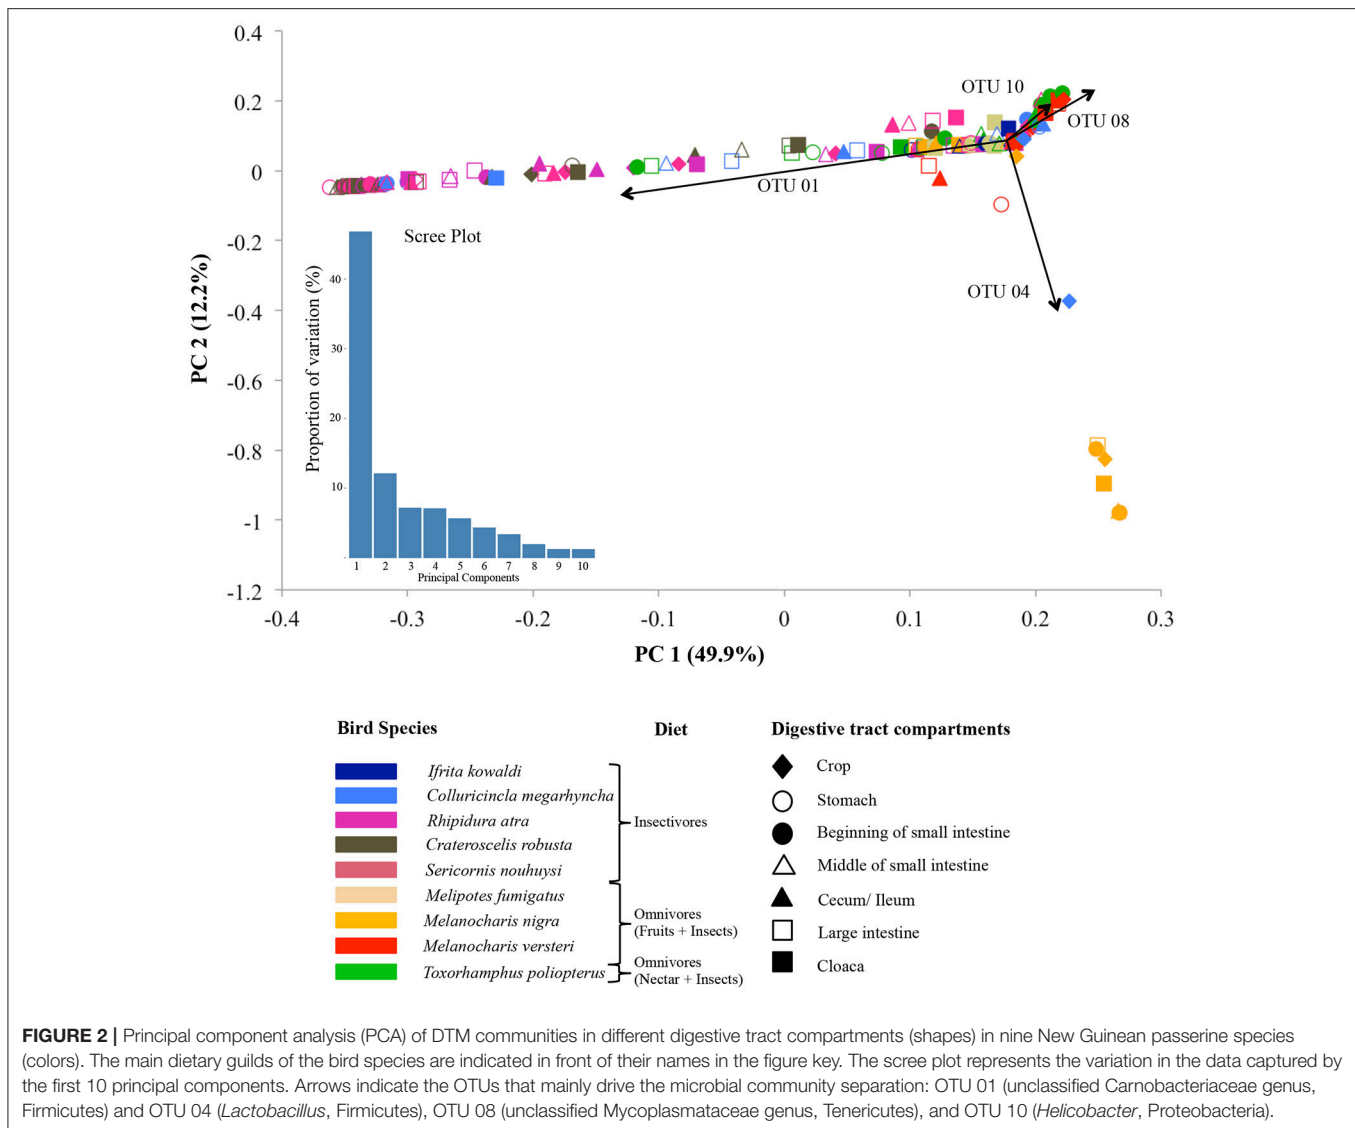 0.4
0.2
0
-0.2
-0.4
-0.6
-0.8
-1
-1.2
PC 2 (12.2%)
OTU 10
OTU 08
OTU 01
OTU 04
Scree Plot
Proportion of variation (%)
40
30
20
10
1 2 3 4 5 6 7 8 9 10
Principal Components
-0.4 -0.3 -0.2 -0.1 0 0.1 0.2 0.3
PC 1 (49.9%)
Bird Species
Ifrita kowaldi
Colluricincla megarhyncha
Rhipidura atra
Crateroscelis robusta
Sericornis nouhuysi
Melipotes fumigatus
Melanocharis nigra
Melanocharis versteri
Toxorhamphus poliopterus
Diet
Insectivores
Omnivores
(Fruits + Insects)
Omnivores
(Nectar + Insects)
Digestive tract compartments
Crop
Stomach
Beginning of small intestine
Middle of small intestine
Cecum/ Ileum
Large intestine
Cloaca
FIGURE 2 | Principal component analysis (PCA) of DTM communities in different digestive tract compartments (shapes) in nine New Guinean passerine species
(colors). The main dietary guilds of the bird species are indicated in front of their names in the figure key. The scree plot represents the variation in the data captured by
the first 10 principal components. Arrows indicate the OTUs that mainly drive the microbial community separation: OTU 01 (unclassified Carnobacteriaceae genus,
Firmicutes) and OTU 04 (Lactobacillus, Firmicutes), OTU 08 (unclassified Mycoplasmataceae genus, Tenericutes), and OTU 10 (Helicobacter, Proteobacteria).